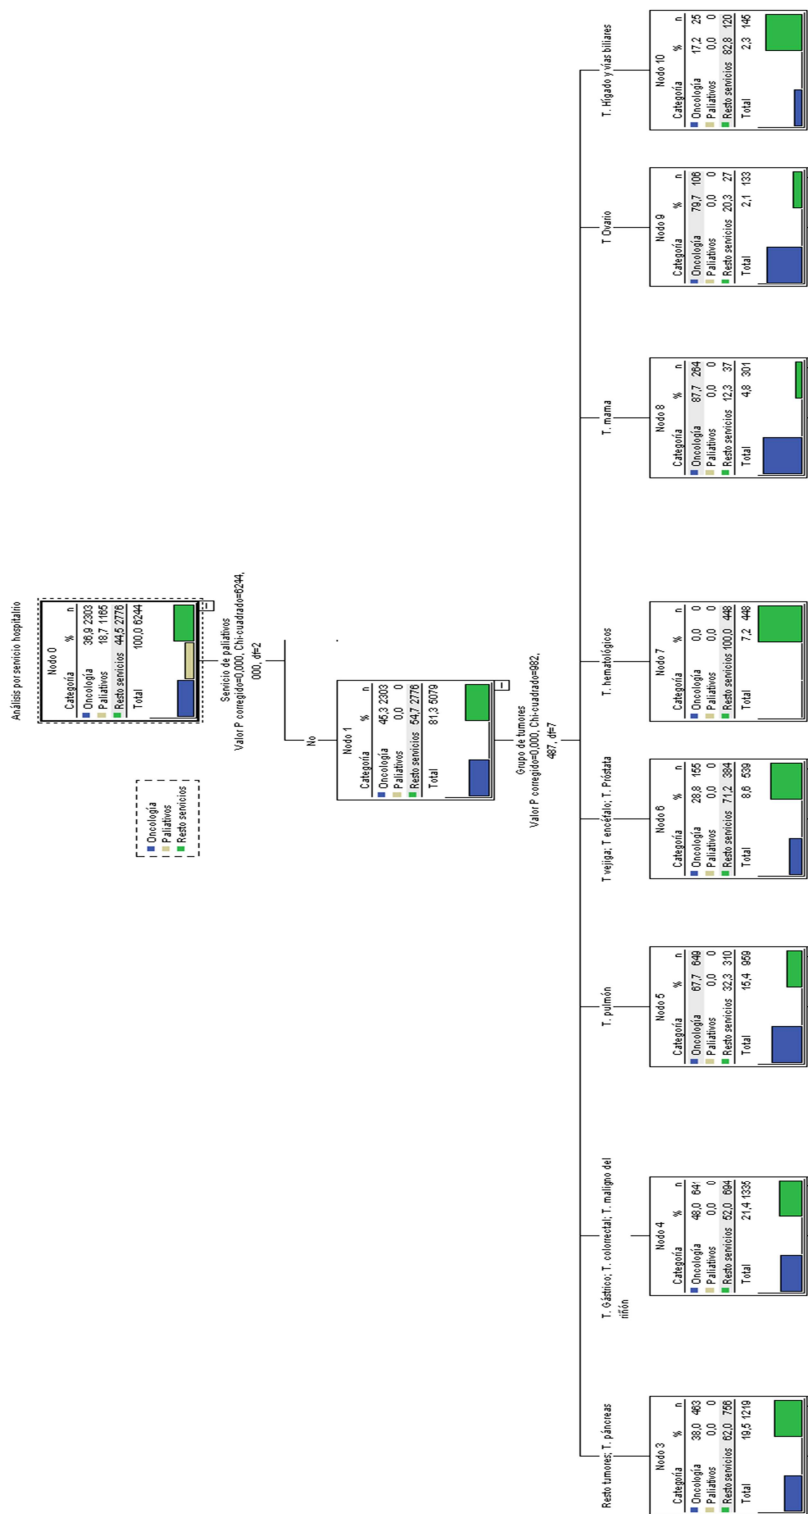 Análisis por servicio hospitalrio
Oncología
Paliativos
Resto servicios
Nodo 0
Categoría % n
Oncología 36,9 2303
Paliativos 18,7 1165
Resto servicios 44,5 2776
Total 100,0 6244
Servicio de paliativos
Valor P corregido=0,000, Chi-cuadrado=6244,
000, df=2
No
Nodo 1
Categoría % n
Oncología 45,3 2303
Paliativos 0,0 0
Resto servicios 54,7 2776
Total 81,3 5079
Grupo de tumores
Valor P corregido=0,000, Chi-cuadrado=982,
487, df=7
Resto tumores; T. páncreas
Nodo 3
Categoría % n
Oncología 38,0 463
Paliativos 0,0 0
Resto servicios 62,0 756
Total 19,5 1219
T. Gástrico; T. colorrectal; T. maligno del
riñón
Nodo 4
Categoría % n
Oncología 48,0 641
Paliativos 0,0 0
Resto servicios 52,0 694
Total 21,4 1335
T. pulmón
Nodo 5
Categoría % n
Oncología 67,7 649
Paliativos 0,0 0
Resto servicios 32,3 310
Total 15,4 959
T vejiga; T encéfalo; T. Próstata
Nodo 6
Categoría % n
Oncología 28,8 155
Paliativos 0,0 0
Resto servicios 71,2 384
Total 8,6 539
T. hematológicos
Nodo 7
Categoría % n
Oncología 0,0 0
Paliativos 0,0 0
Resto servicios 100,0 448
Total 7,2 448
T. mama
Nodo 8
Categoría % n
Oncología 87,7 264
Paliativos 0,0 0
Resto servicios 12,3 37
Total 4,8 301
T Ovario
Nodo 9
Categoría % n
Oncología 79,7 106
Paliativos 0,0 0
Resto servicios 20,3 27
Total 2,1 133
T. Hígado y vías biliares
Nodo 10
Categoría % n
Oncología 17,2 25
Paliativos 0,0 0
Resto servicios 82,8 120
Total 2,3 145